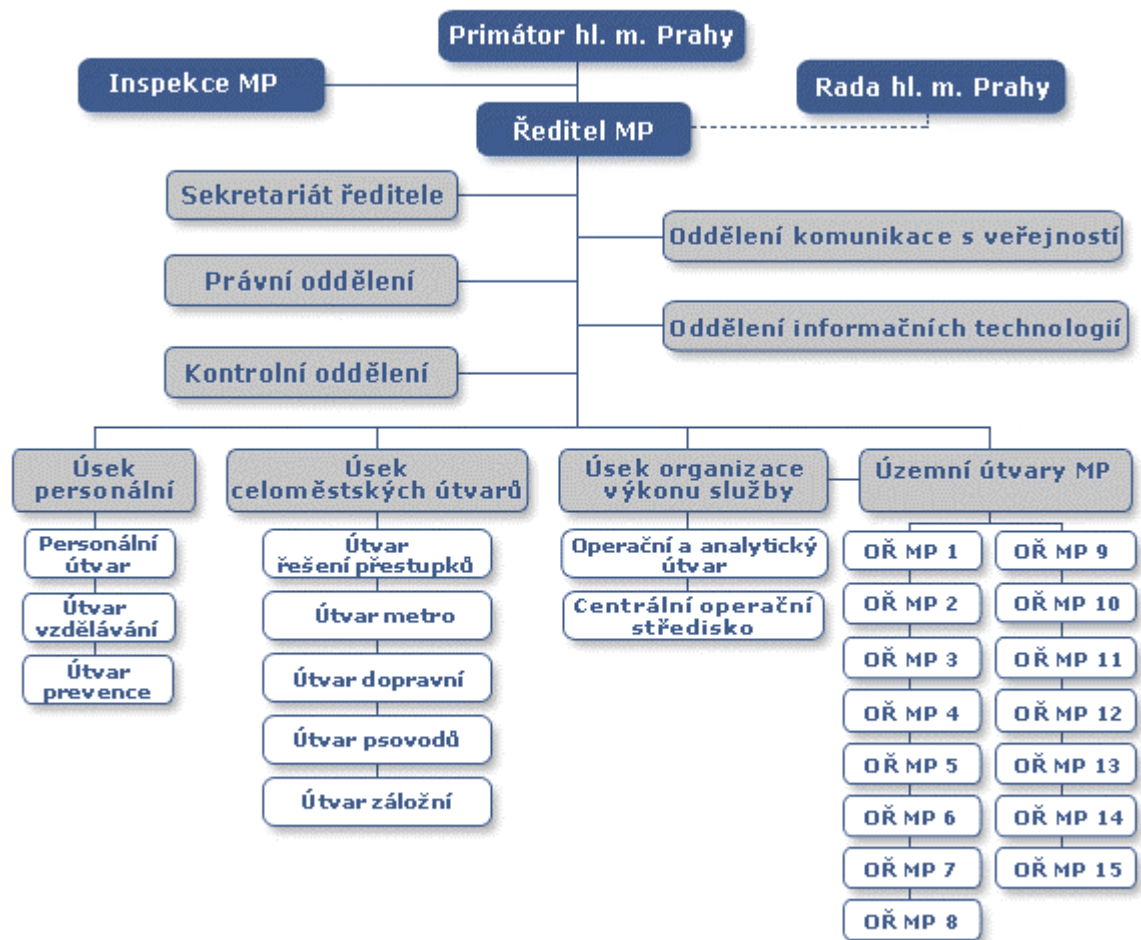 Primátor hl. m. Prahy
Inspekce MP
Rada hl. m. Prahy
Ředitel MP
Sekretariát ředitele
Oddělení komunikace s veřejností
Právní oddělení
Oddělení informačních technologií
Kontrolní oddělení
Úsek
personální
Úsek
celoměstských útvarů
Úsek organizace
výkonu služby
Územní útvary MP
Personální
útvar
Útvar
vzdělávání
Útvar
prevence
Útvar
řešení přestupků
Útvar metro
Útvar dopravní
Útvar psovodů
Útvar záložní
Operační a analytický
útvar
Centrální operační
středisko
OŘ MP 1
OŘ MP 2
OŘ MP 3
OŘ MP 4
OŘ MP 5
OŘ MP 6
OŘ MP 7
OŘ MP 8
OŘ MP 9
OŘ MP 10
OŘ MP 11
OŘ MP 12
OŘ MP 13
OŘ MP 14
OŘ MP 15